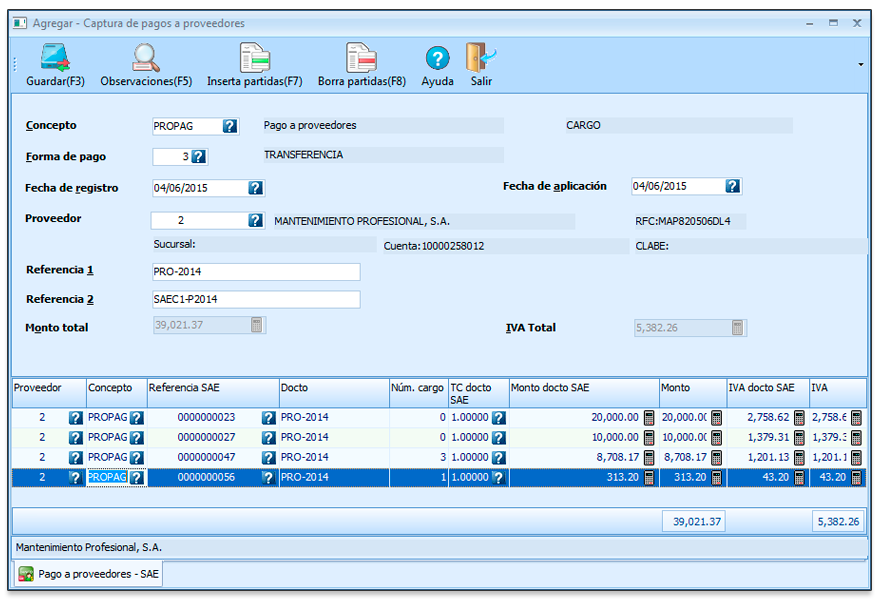 Agregar - Captura de pagos a proveedores
Guardar(F3) Observaciones(F5) Inserta partidas(F7) Borra partidas(F8) Ayuda Salir
Concepto PROPAG ? Pago a proveedores CARGO
Forma de pago 3 ? TRANSFERENCIA
Fecha de registro 04/06/2015 ? Fecha de aplicación 04/06/2015 ?
Proveedor 2 ? MANTENIMIENTO PROFESIONAL, S.A. RFC:MAP820506DL4
Sucursal: Cuenta:10000258012 CLABE:
Referencia 1 PRO-2014
Referencia 2 SAEC1-P2014
Monto total 39,021.37 IVA Total 5,382.26
Proveedor Concepto Referencia SAE Docto Núm. cargo TC docto SAE Monto docto SAE Monto IVA docto SAE IVA
2 ? PROPAG ? 0000000023 ? PRO-2014 0 1.00000 ? 20,000.00 20,000.00 2,758.62 2,758.6
2 ? PROPAG ? 0000000027 ? PRO-2014 0 1.00000 ? 10,000.00 10,000.00 1,379.31 1,379.3
2 ? PROPAG ? 0000000047 ? PRO-2014 3 1.00000 ? 8,708.17 8,708.17 1,201.13 1,201.1
2 ? PROPAG ? 0000000056 ? PRO-2014 1 1.00000 ? 313.20 313.20 43.20 43.20
39,021.37 5,382.26
Mantenimiento Profesional, S.A.
Pago a proveedores - SAE